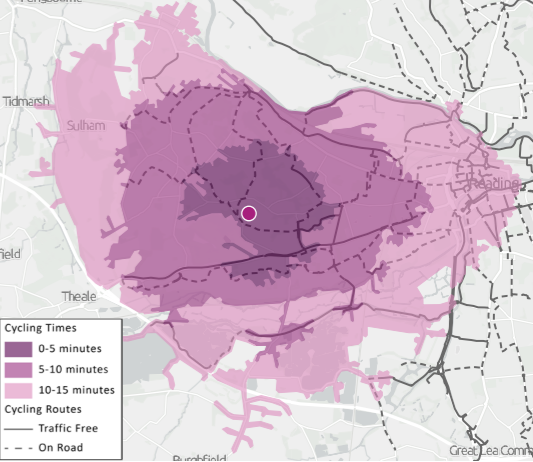 Tidmarsh
Sulham
Reading
field
Theale
Cycling Times
0-5 minutes
5-10 minutes
10-15 minutes
Cycling Routes
Traffic Free
On Road
Great Lea Comm